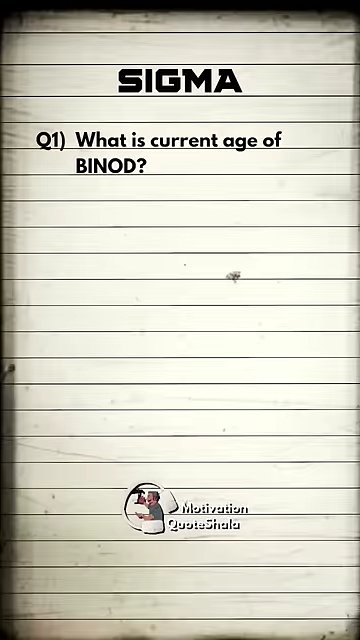 SIGMA
Q1) What is current age of
BINOD?
Motivation
QuoteShala